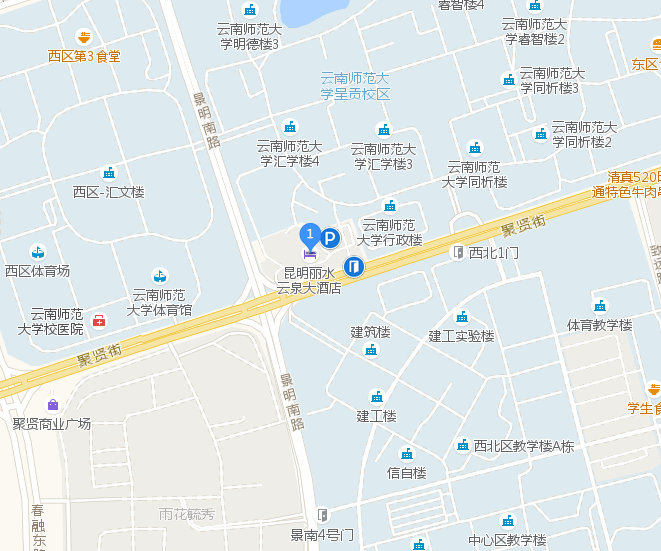 睿智楼4
云南师范大
学明德楼3
云南师范大
学睿智楼2
西区第3食堂
东区
云南师范大
学呈贡校区
云南师范大
学同析楼3
景明南路
云南师范大
学汇学楼4
云南师范大
学汇学楼3
云南师范大
学同析楼2
云南师范
大学同析楼
西区-汇文楼
清真520
通特色牛肉
云南师范
大学行政楼
聚贤街
1
P
西北1门
致远路
西区体育场
昆明丽水
云泉大酒店
云南师范
大学体育馆
云南师范
大学校医院
建筑楼
建工实验楼
体育教学楼
聚贤街
景明南路
建工楼
学生食
聚贤商业广场
西北区教学楼A栋
信自楼
雨花毓秀
春融东路
景南4号门
中心区教学楼